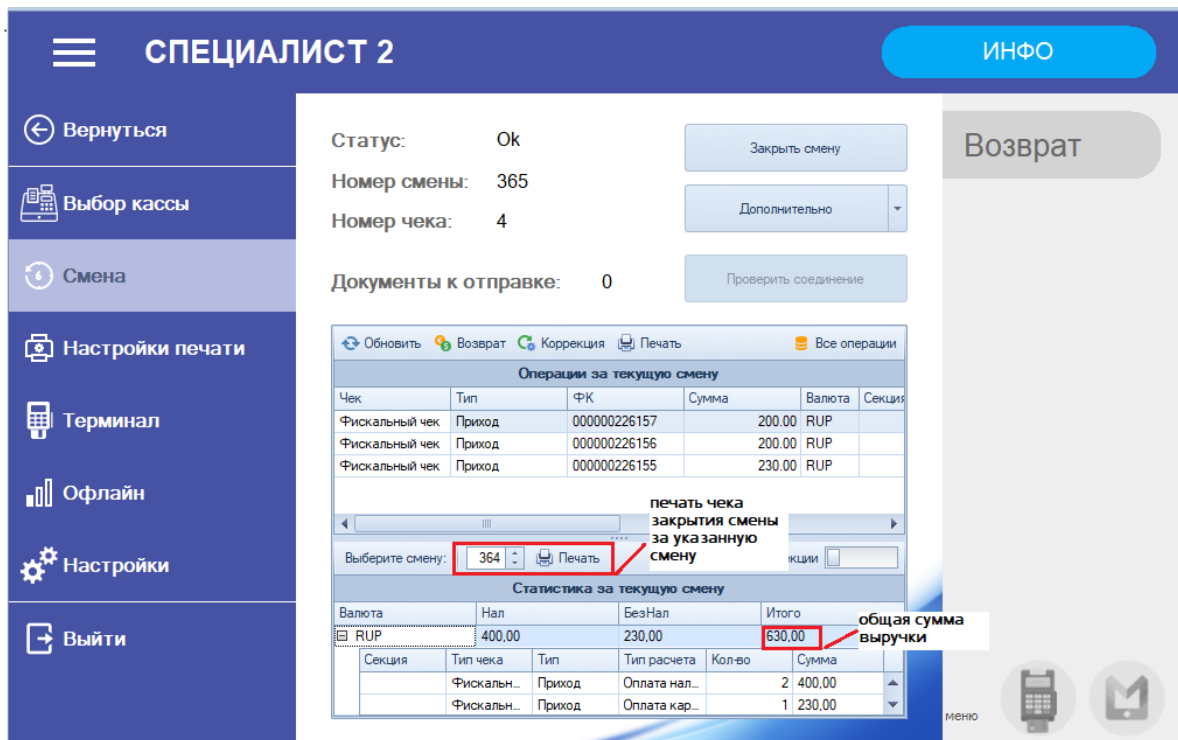 СПЕЦИАЛИСТ 2
ИНФО
Вернуться
Выбор кассы
Смена
Настройки печати
Терминал
Офлайн
Настройки
Выйти
Статус: Ok
Номер смены: 365
Номер чека: 4
Документы к отправке: 0
Закрыть смену
Дополнительно
Проверить соединение
Возврат
Обновить Возврат Коррекция Печать Все операции
Операции за текущую смену
Чек Тип ФК Сумма Валюта Секция
Фискальный чек Приход 000000226157 200.00 RUP
Фискальный чек Приход 000000226156 200.00 RUP
Фискальный чек Приход 000000226155 230.00 RUP
печать чека
закрытия смены
за указанную
смену
Выберите смену: 364 Печать кции
Статистика за текущую смену
Валюта Нал БезНал Итого
RUP 400,00 230,00 630,00
общая сумма
выручки
Секция Тип чека Тип Тип расчета Кол-во Сумма
Фискальн... Приход Оплата нал... 2 400,00
Фискальн... Приход Оплата кар... 1 230,00
меню